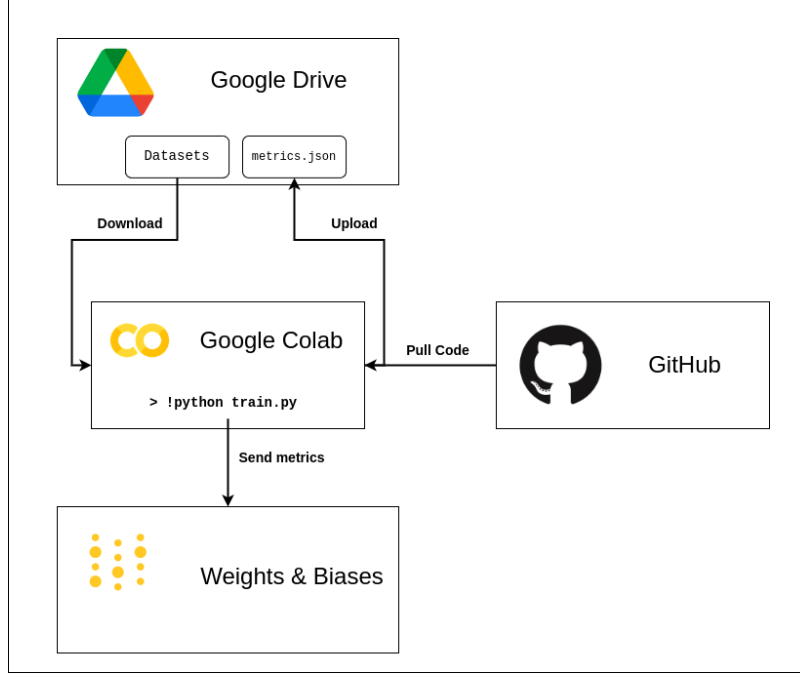 Google Drive
Datasets
metrics.json
Download
Upload
Google Colab
> !python train.py
Pull Code
GitHub
Send metrics
Weights & Biases